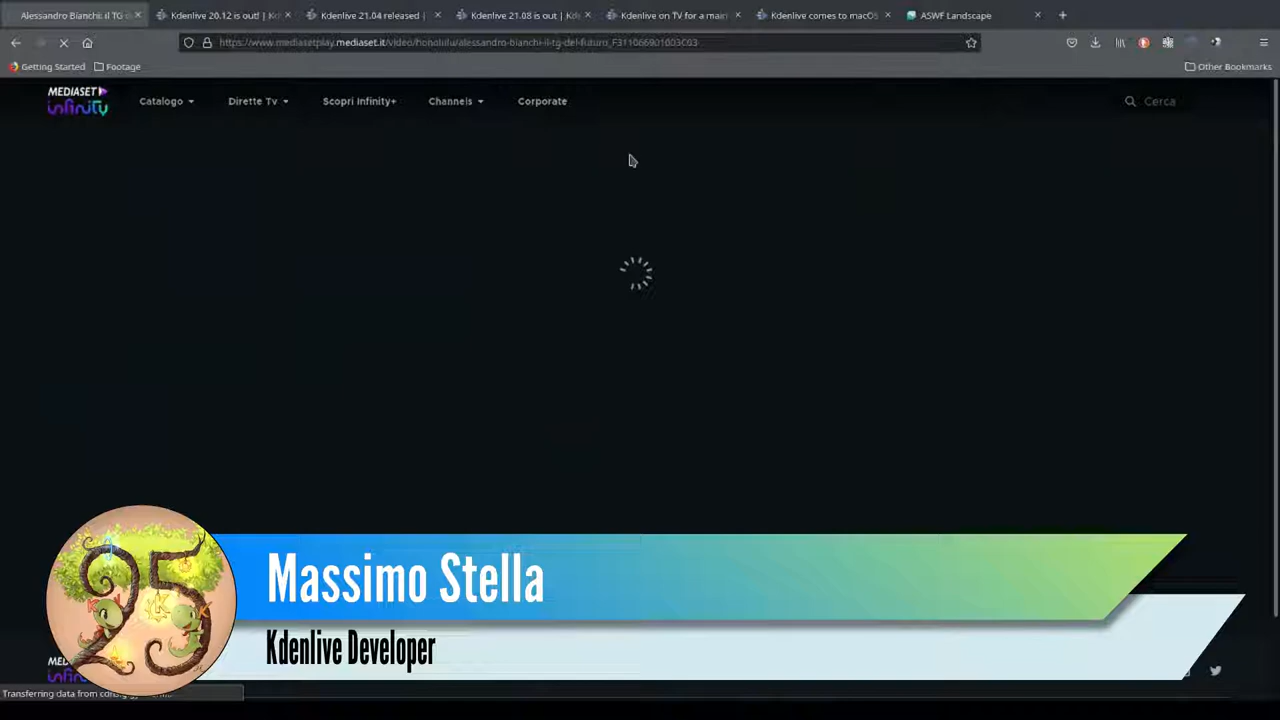 Alessandro Bianchi: il TG d
Kdenlive 20.12 is out! | Kd
Kdenlive 21.04 released |
Kdenlive 21.08 is out | Kde
Kdenlive on TV for a main
Kdenlive comes to macOS
ASWF Landscape
https://www.mediasetplay.mediaset.it/video/honolulu/alessandro-bianchi-il-tg-del-futuro_F311066901003C03
Getting Started
Footage
Other Bookmarks
MEDIASET
infinity
Catalogo
Dirette Tv
Scopri Infinity+
Channels
Corporate
Cerca
25
Massimo Stella
Kdenlive Developer
Transferring data from